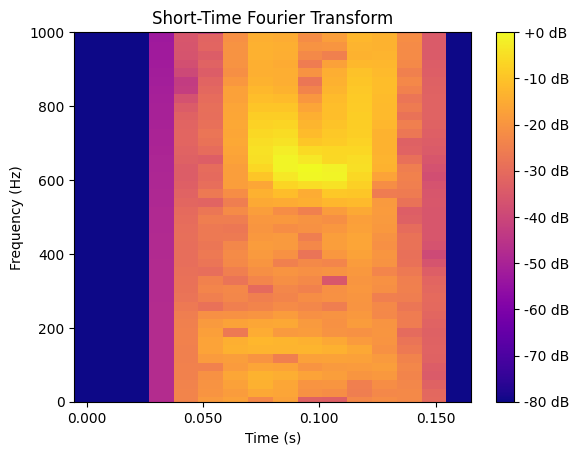 Short-Time Fourier Transform
1000
800
600
400
200
0
Frequency (Hz)
0.000
0.050
0.100
0.150
Time (s)
+0 dB
-10 dB
-20 dB
-30 dB
-40 dB
-50 dB
-60 dB
-70 dB
-80 dB